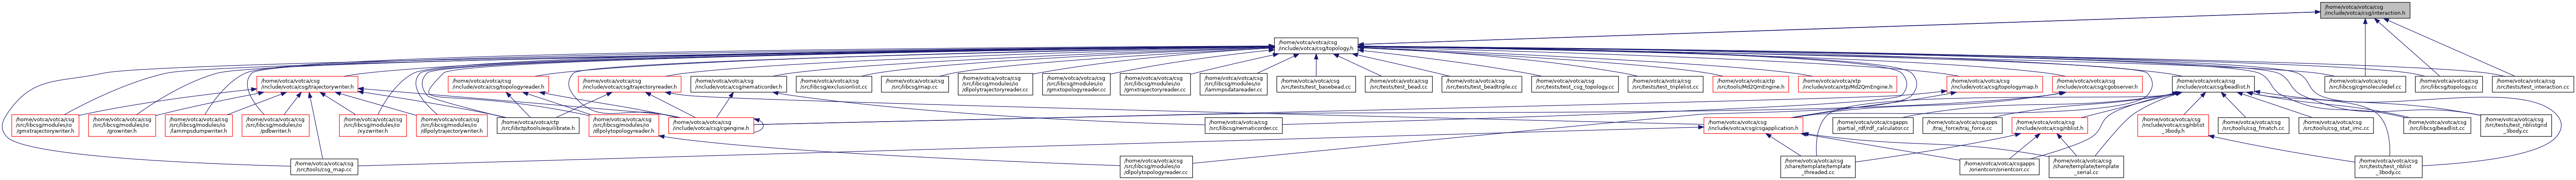 /home/votca/votca/csg
/include/votca/csg/interaction.h
/home/votca/votca/csg
/include/votca/csg/topology.h
/home/votca/votca/csg
/include/votca/csg/trajectorywriter.h
/home/votca/votca/csg
/include/votca/csg/topologyreader.h
/home/votca/votca/csg
/include/votca/csg/trajectoryreader.h
/home/votca/votca/csg
/include/votca/csg/nematicorder.h
/home/votca/votca/csg
/src/libcsg/exclusionlist.cc
/home/votca/votca/csg
/src/libcsg/map.cc
/home/votca/votca/csg
/src/libcsg/modules/io
/dlpolytrajectoryreader.cc
/home/votca/votca/csg
/src/libcsg/modules/io
/gmxtopologyreader.cc
/home/votca/votca/csg
/src/libcsg/modules/io
/gmxtrajectoryreader.cc
/home/votca/votca/csg
/src/libcsg/modules/io
/lammpsdatareader.cc
/home/votca/votca/csg
/src/tests/test_basebead.cc
/home/votca/votca/csg
/src/tests/test_bead.cc
/home/votca/votca/csg
/src/tests/test_beadtriple.cc
/home/votca/votca/csg
/src/tests/test_csg_topology.cc
/home/votca/votca/csg
/src/tests/test_triplelist.cc
/home/votca/votca/ctp
/src/tools/Md2QmEngine.h
/home/votca/votca/xtp
/include/votca/xtp/Md2QmEngine.h
/home/votca/votca/csg
/include/votca/csg/topologymap.h
/home/votca/votca/csg
/include/votca/csg/cgobserver.h
/home/votca/votca/csg
/include/votca/csg/beadlist.h
/home/votca/votca/csg
/src/libcsg/cgmoleculedef.cc
/home/votca/votca/csg
/src/libcsg/topology.cc
/home/votca/votca/csg
/src/tests/test_interaction.cc
/home/votca/votca/csg
/src/libcsg/modules/io
/gmxtrajectorywriter.h
/home/votca/votca/csg
/src/libcsg/modules/io
/growriter.h
/home/votca/votca/csg
/src/libcsg/modules/io
/lammpsdumpwriter.h
/home/votca/votca/csg
/src/libcsg/modules/io
/pdbwriter.h
/home/votca/votca/csg
/src/libcsg/modules/io
/xyzwriter.h
/home/votca/votca/csg
/src/libcsg/modules/io
/dlpolytrajectorywriter.h
/home/votca/votca/ctp
/src/libctp/tools/equilibrate.h
/home/votca/votca/csg
/src/libcsg/modules/io
/dlpolytopologyreader.h
/home/votca/votca/csg
/include/votca/csg/cgengine.h
/home/votca/votca/csg
/src/libcsg/nematicorder.cc
/home/votca/votca/csg
/include/votca/csg/csgapplication.h
/home/votca/votca/csgapps
/partial_rdf/rdf_calculator.cc
/home/votca/votca/csgapps
/traj_force/traj_force.cc
/home/votca/votca/csg
/include/votca/csg/nblist.h
/home/votca/votca/csg
/include/votca/csg/nblist
_3body.h
/home/votca/votca/csg
/src/tools/csg_fmatch.cc
/home/votca/votca/csg
/src/tools/csg_stat_imc.cc
/home/votca/votca/csg
/src/libcsg/beadlist.cc
/home/votca/votca/csg
/src/tests/test_nblistgrid
_3body.cc
/home/votca/votca/csg
/src/tools/csg_map.cc
/home/votca/votca/csg
/src/libcsg/modules/io
/dlpolytopologyreader.cc
/home/votca/votca/csg
/share/template/template
_threaded.cc
/home/votca/votca/csgapps
/orientcorr/orientcorr.cc
/home/votca/votca/csg
/share/template/template
_serial.cc
/home/votca/votca/csg
/src/tests/test_nblist
_3body.cc